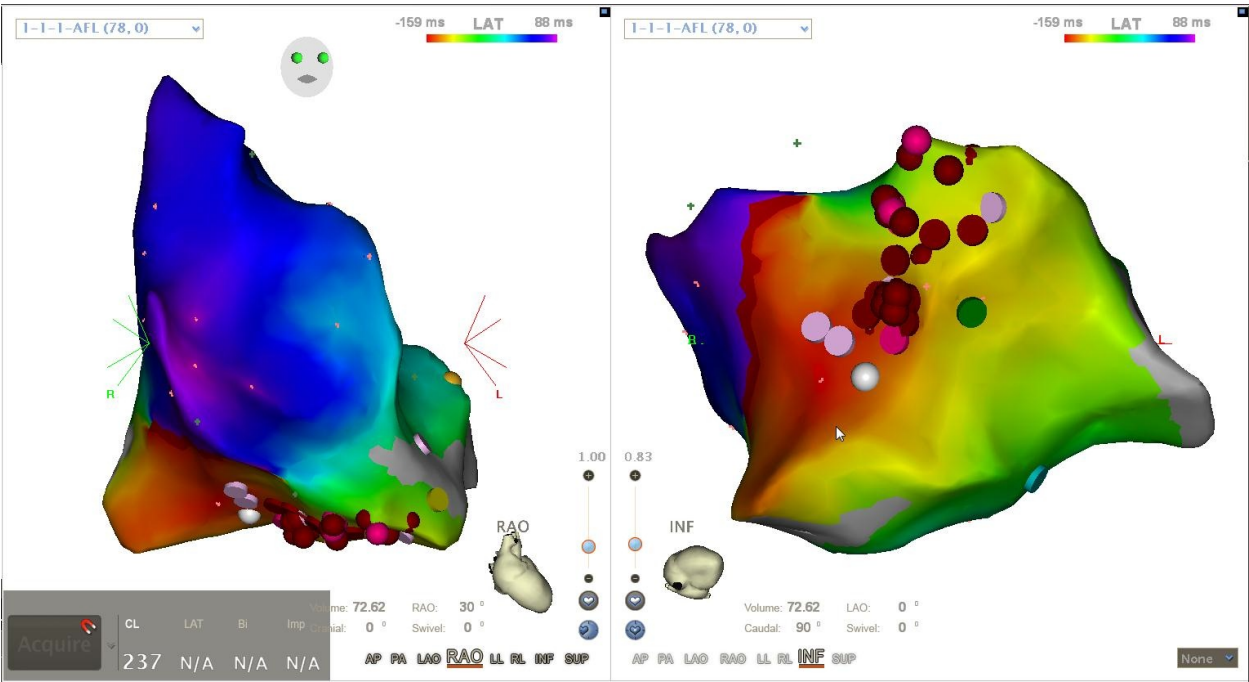 1-1-1-AFL (78, 0)
-159 ms LAT 88 ms
1-1-1-AFL (78, 0)
-159 ms LAT 88 ms
R
L
R
L
1.00
0.83
RAO
INF
Volume: 72.62 RAO: 30 °
Cranial: 0 ° Swivel: 0 °
Volume: 72.62 LAO: 0 °
Caudal: 90 ° Swivel: 0 °
Acquire
CL LAT Bi Imp
237 N/A N/A N/A
AP PA LAO RAO LL RL INF SUP
AP PA LAO RAO LL RL INF SUP
None